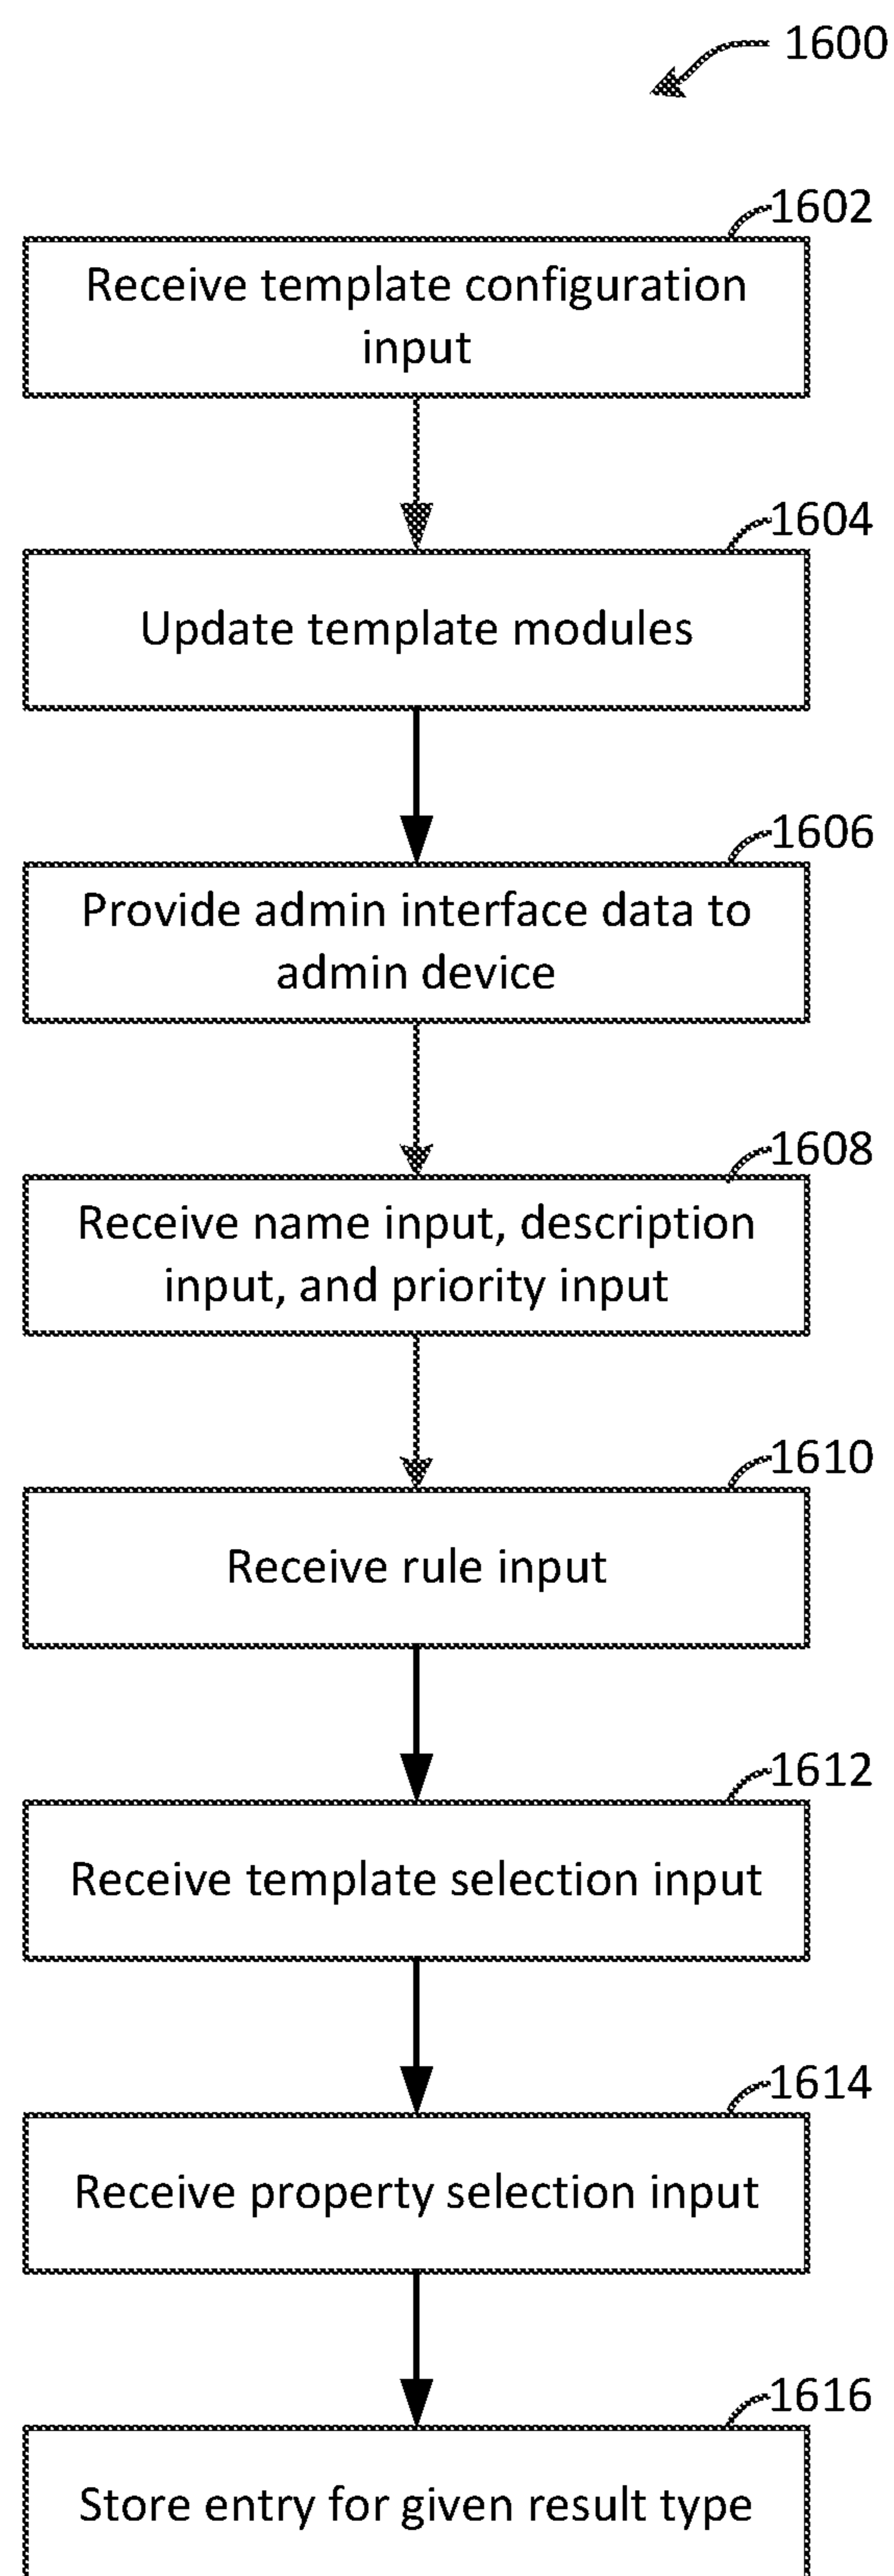 1600
1602
Receive template configuration
input
1604
Update template modules
1606
Provide admin interface data to
admin device
1608
Receive name input, description
input, and priority input
1610
Receive rule input
1612
Receive template selection input
1614
Receive property selection input
1616
Store entry for given result type